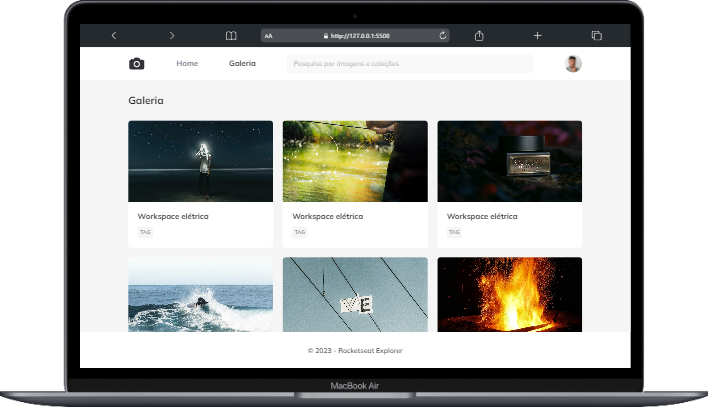 AA
http://127.0.0.1:5500
Home
Galeria
Pesquise por imagens e coleções
Galeria
Workspace elétrica
TAG
Workspace elétrica
TAG
Workspace elétrica
TAG
WE
© 2023 - Rocketseat Explorer
MacBook Air